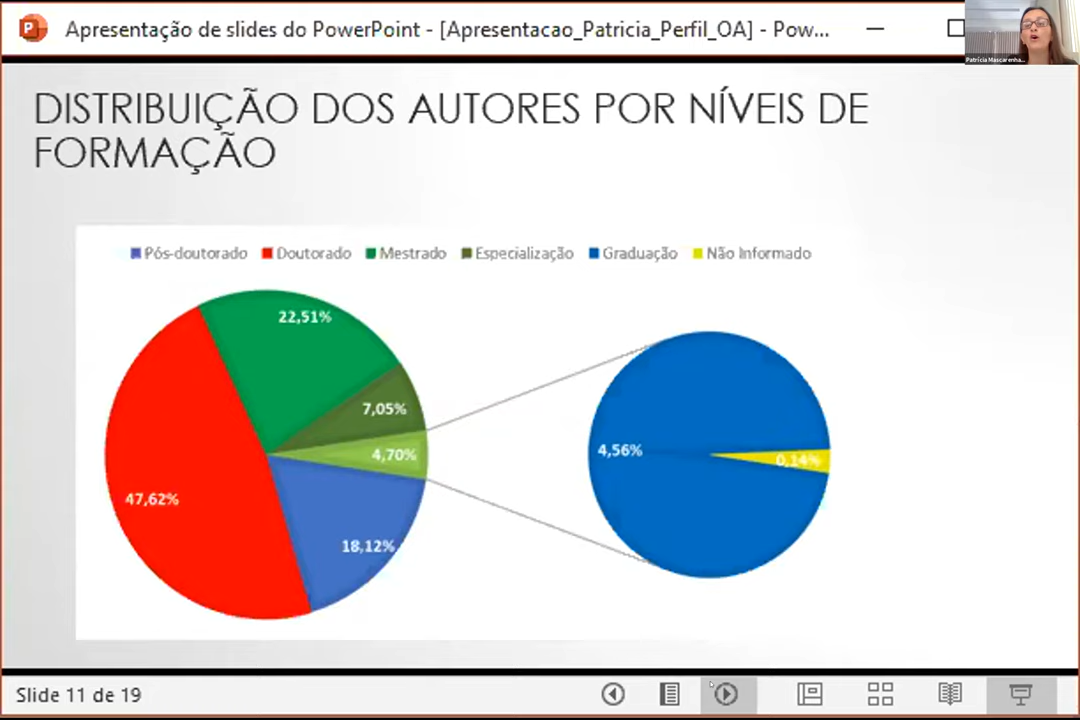 Apresentação de slides do PowerPoint - [Apresentacao_Patricia_Perfil_OA] - Pow...
Patrícia Mascarenha...
DISTRIBUIÇÃO DOS AUTORES POR NÍVEIS DE
FORMAÇÃO
Pós-doutorado Doutorado Mestrado Especialização Graduação Não Informado
22,51%
7,05%
4,70%
47,62%
18,12%
4,56%
0,14%
Slide 11 de 19